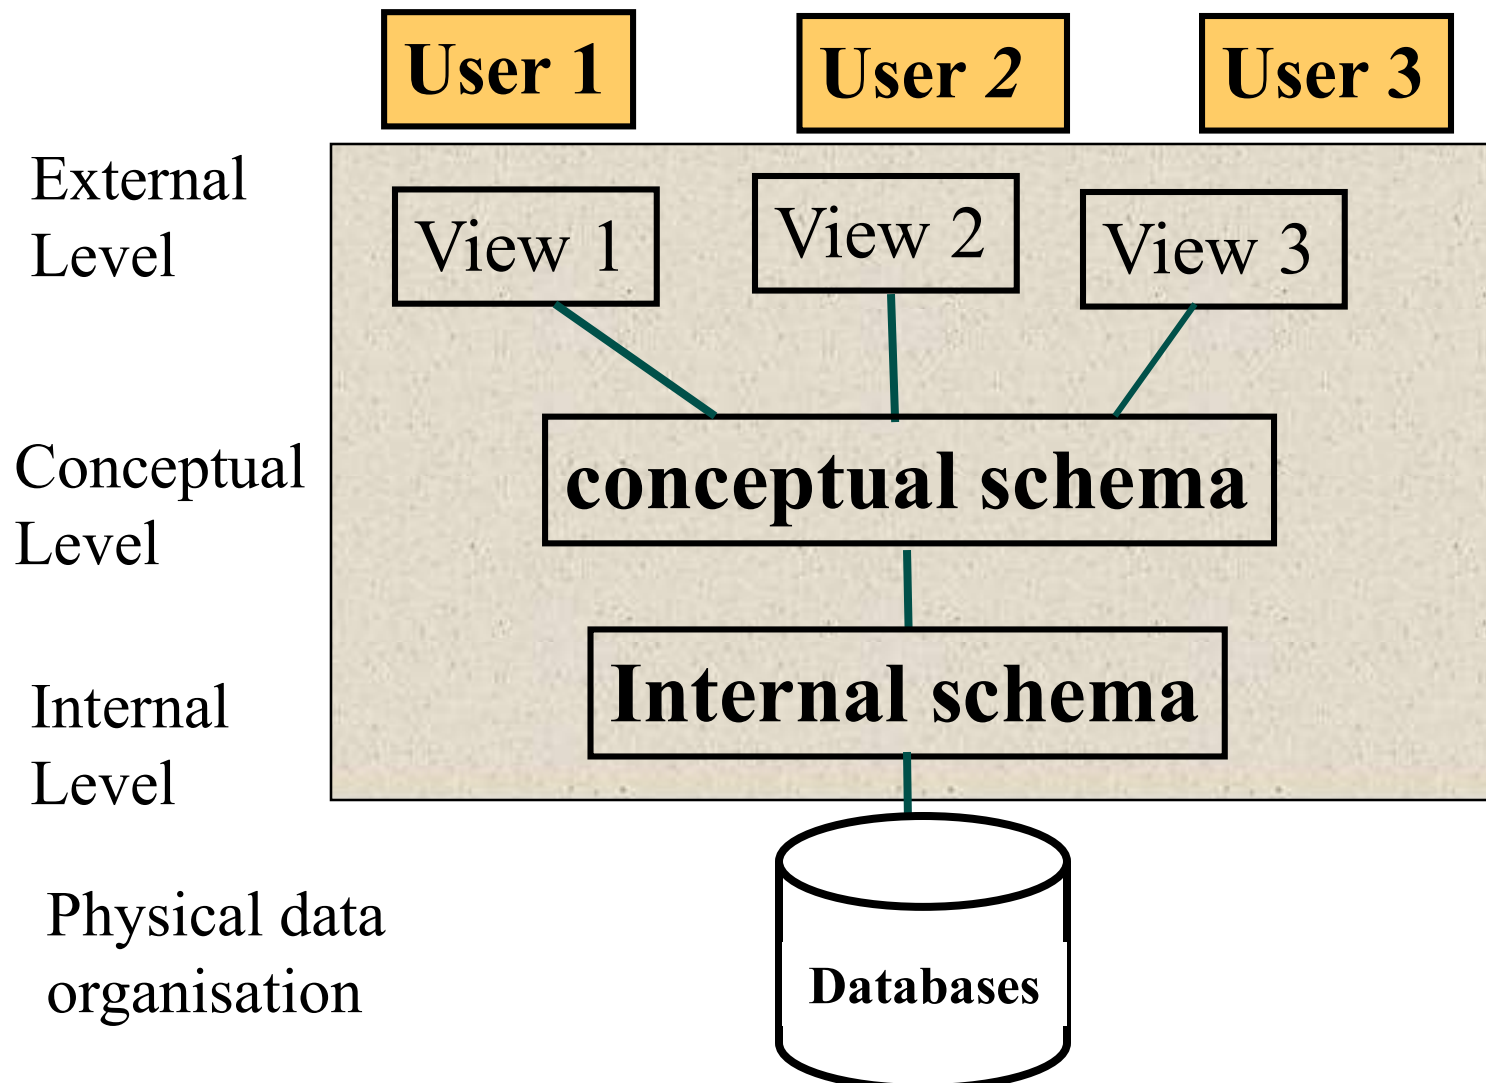 User 1
User 2
User 3
External
Level
View 1
View 2
View 3
Conceptual
Level
conceptual schema
Internal
Level
Internal schema
Physical data
organisation
Databases